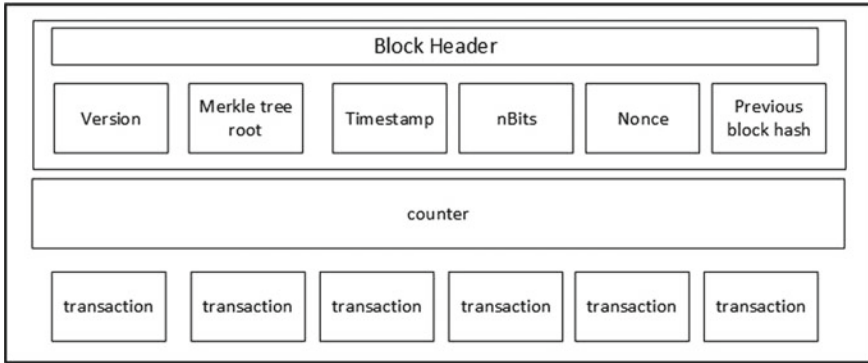 Block Header
Version
Merkle tree
root
Timestamp
nBits
Nonce
Previous
block hash
counter
transaction
transaction
transaction
transaction
transaction
transaction